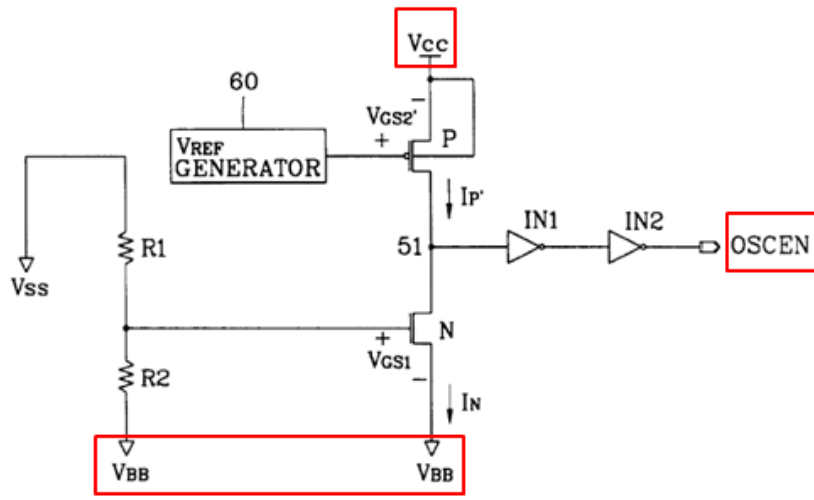 Vcc
60
VGS2'
−
+
P
VREF
GENERATOR
IP'
IN1
IN2
R1
51
OSCEN
VSS
N
+
VGS1
−
R2
IN
VBB
VBB